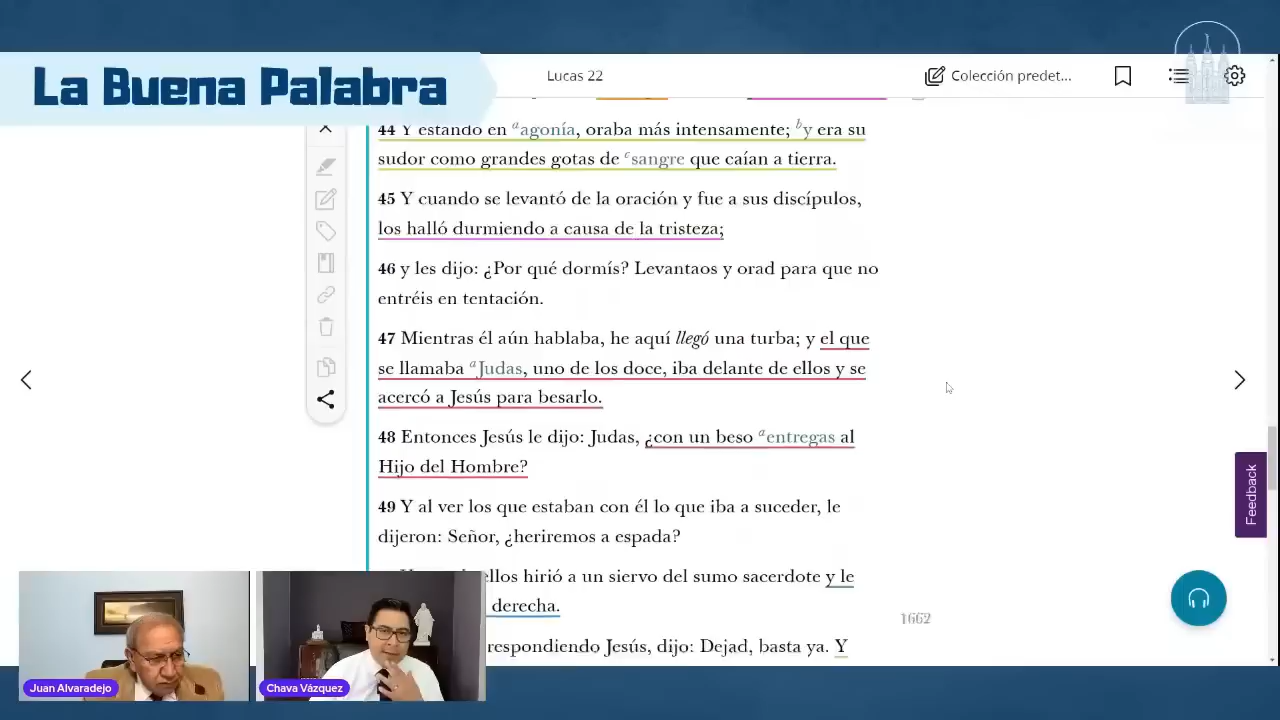 La Buena Palabra
Lucas 22
Colección predet...
44 Y estando en ᵃagonía, oraba más intensamente; ᵇy era su
sudor como grandes gotas de ᶜsangre que caían a tierra.
45 Y cuando se levantó de la oración y fue a sus discípulos,
los halló durmiendo a causa de la tristeza;
46 y les dijo: ¿Por qué dormís? Levantaos y orad para que no
entréis en tentación.
47 Mientras él aún hablaba, he aquí llegó una turba; y el que
se llamaba ᵃJudas, uno de los doce, iba delante de ellos y se
acercó a Jesús para besarlo.
48 Entonces Jesús le dijo: Judas, ¿con un beso ᵃentregas al
Hijo del Hombre?
49 Y al ver los que estaban con él lo que iba a suceder, le
dijeron: Señor, ¿heriremos a espada?
ellos hirió a un siervo del sumo sacerdote y le
derecha.
respondiendo Jesús, dijo: Dejad, basta ya. Y
1662
Feedback
Juan Alvaradejo
Chava Vázquez